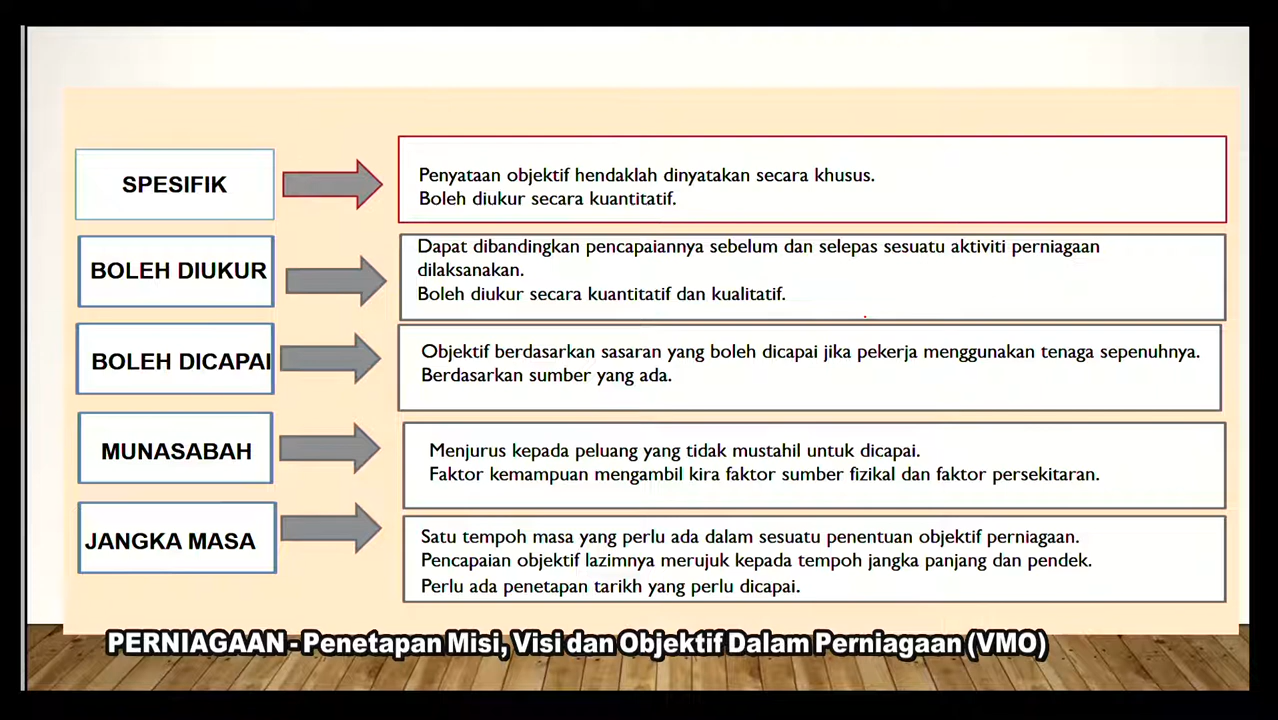 SPESIFIK
Penyataan objektif hendaklah dinyatakan secara khusus.
Boleh diukur secara kuantitatif.
BOLEH DIUKUR
Dapat dibandingkan pencapaiannya sebelum dan selepas sesuatu aktiviti perniagaan
dilaksanakan.
Boleh diukur secara kuantitatif dan kualitatif.
BOLEH DICAPAI
Objektif berdasarkan sasaran yang boleh dicapai jika pekerja menggunakan tenaga sepenuhnya.
Berdasarkan sumber yang ada.
MUNASABAH
Menjurus kepada peluang yang tidak mustahil untuk dicapai.
Faktor kemampuan mengambil kira faktor sumber fizikal dan faktor persekitaran.
JANGKA MASA
Satu tempoh masa yang perlu ada dalam sesuatu penentuan objektif perniagaan.
Pencapaian objektif lazimnya merujuk kepada tempoh jangka panjang dan pendek.
Perlu ada penetapan tarikh yang perlu dicapai.
PERNIAGAAN - Penetapan Misi, Visi dan Objektif Dalam Perniagaan (VMO)